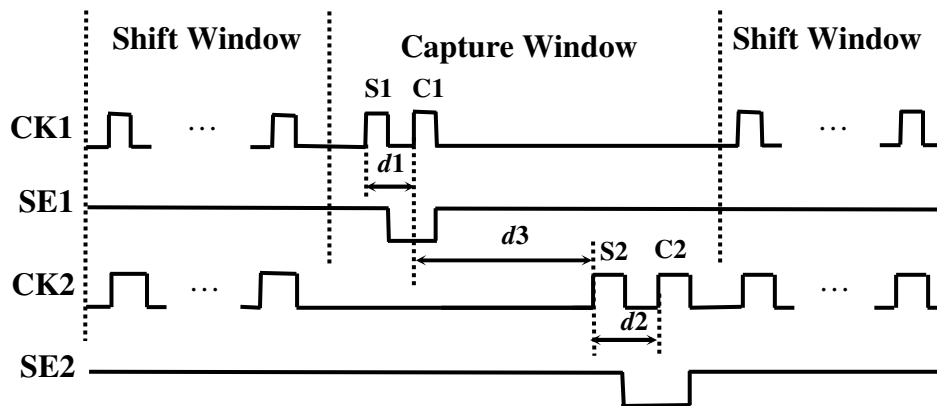 Shift Window Capture Window Shift Window
S1 C1
CK1 ... ...
d1
SE1
d3
S2 C2
CK2 ... ...
d2
SE2